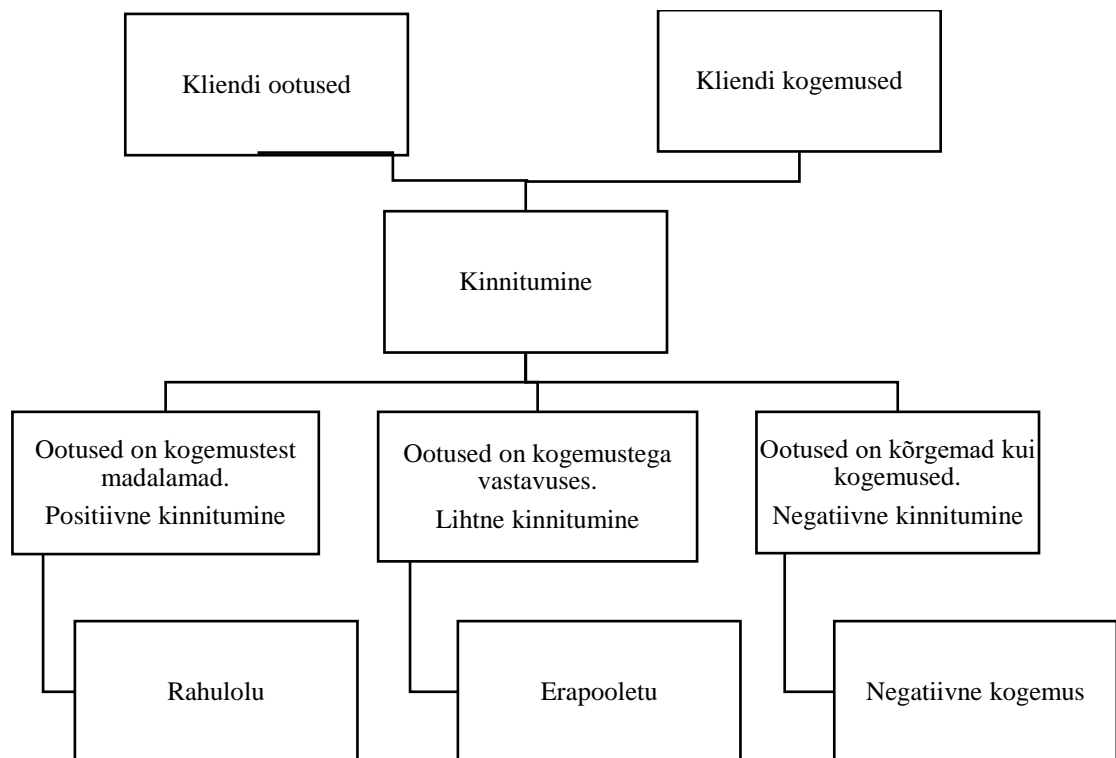 Kliendi ootused
Kliendi kogemused
Kinnitumine
Ootused on kogemustest
madalamad.
Positiivne kinnitumine
Ootused on kogemustega
vastavuses.
Lihtne kinnitumine
Ootused on kõrgemad kui
kogemused.
Negatiivne kinnitumine
Rahulolu
Erapooletu
Negatiivne kogemus